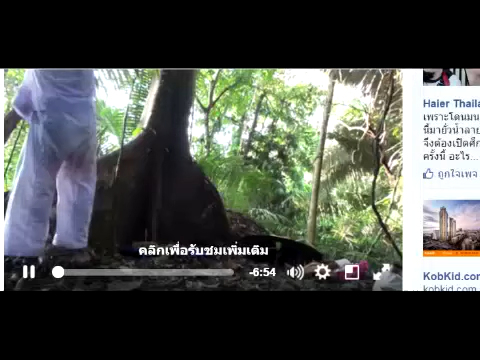 Haier Thaila
เพราะโดนมน
นี้มายั่วน้ำลาย
จึงต้องเปิดศึก
ครั้งนี้ อะไร...
ถูกใจเพจ
คลิกเพื่อรับชมเพิ่มเติม
-6:54
KobKid.com
kobkid.com